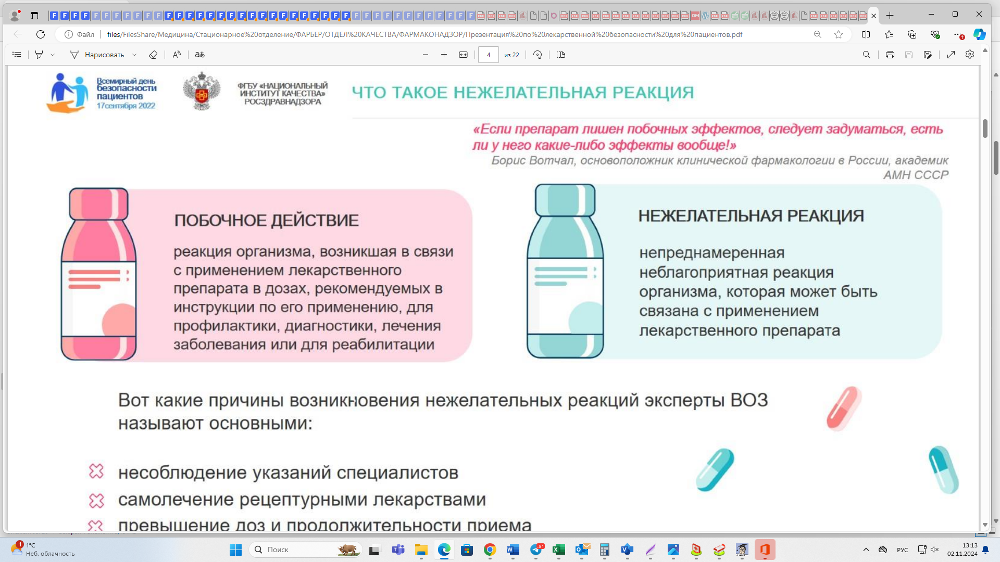 Файл
files/FilesShare/Медицина/Стационарное%20отделение/ФАРБЕР/ОТДЕЛ%20КАЧЕСТВА/ФАРМАКОНАДЗОР/Презентация%20по%20лекарственной%20безопасности%20для%20пациентов.pdf
Нарисовать
4
из 22
Всемирный день
безопасности
пациентов
17сентября 2022
ФГБУ «НАЦИОНАЛЬНЫЙ
ИНСТИТУТ КАЧЕСТВА»
РОСЗДРАВНАДЗОРА
ЧТО ТАКОЕ НЕЖЕЛАТЕЛЬНАЯ РЕАКЦИЯ
«Если препарат лишен побочных эффектов, следует задуматься, есть
ли у него какие-либо эффекты вообще!»
Борис Вотчал, основоположник клинической фармакологии в России, академик
АМН СССР
ПОБОЧНОЕ ДЕЙСТВИЕ
реакция организма, возникшая в связи
с применением лекарственного
препарата в дозах, рекомендуемых в
инструкции по его применению, для
профилактики, диагностики, лечения
заболевания или для реабилитации
НЕЖЕЛАТЕЛЬНАЯ РЕАКЦИЯ
непреднамеренная
неблагоприятная реакция
организма, которая может быть
связана с применением
лекарственного препарата
Вот какие причины возникновения нежелательных реакций эксперты ВОЗ
называют основными:
несоблюдение указаний специалистов
самолечение рецептурными лекарствами
превышение доз и продолжительности приема
1
1°C
Неб. облачность
Поиск
81
РУС
13:13
02.11.2024